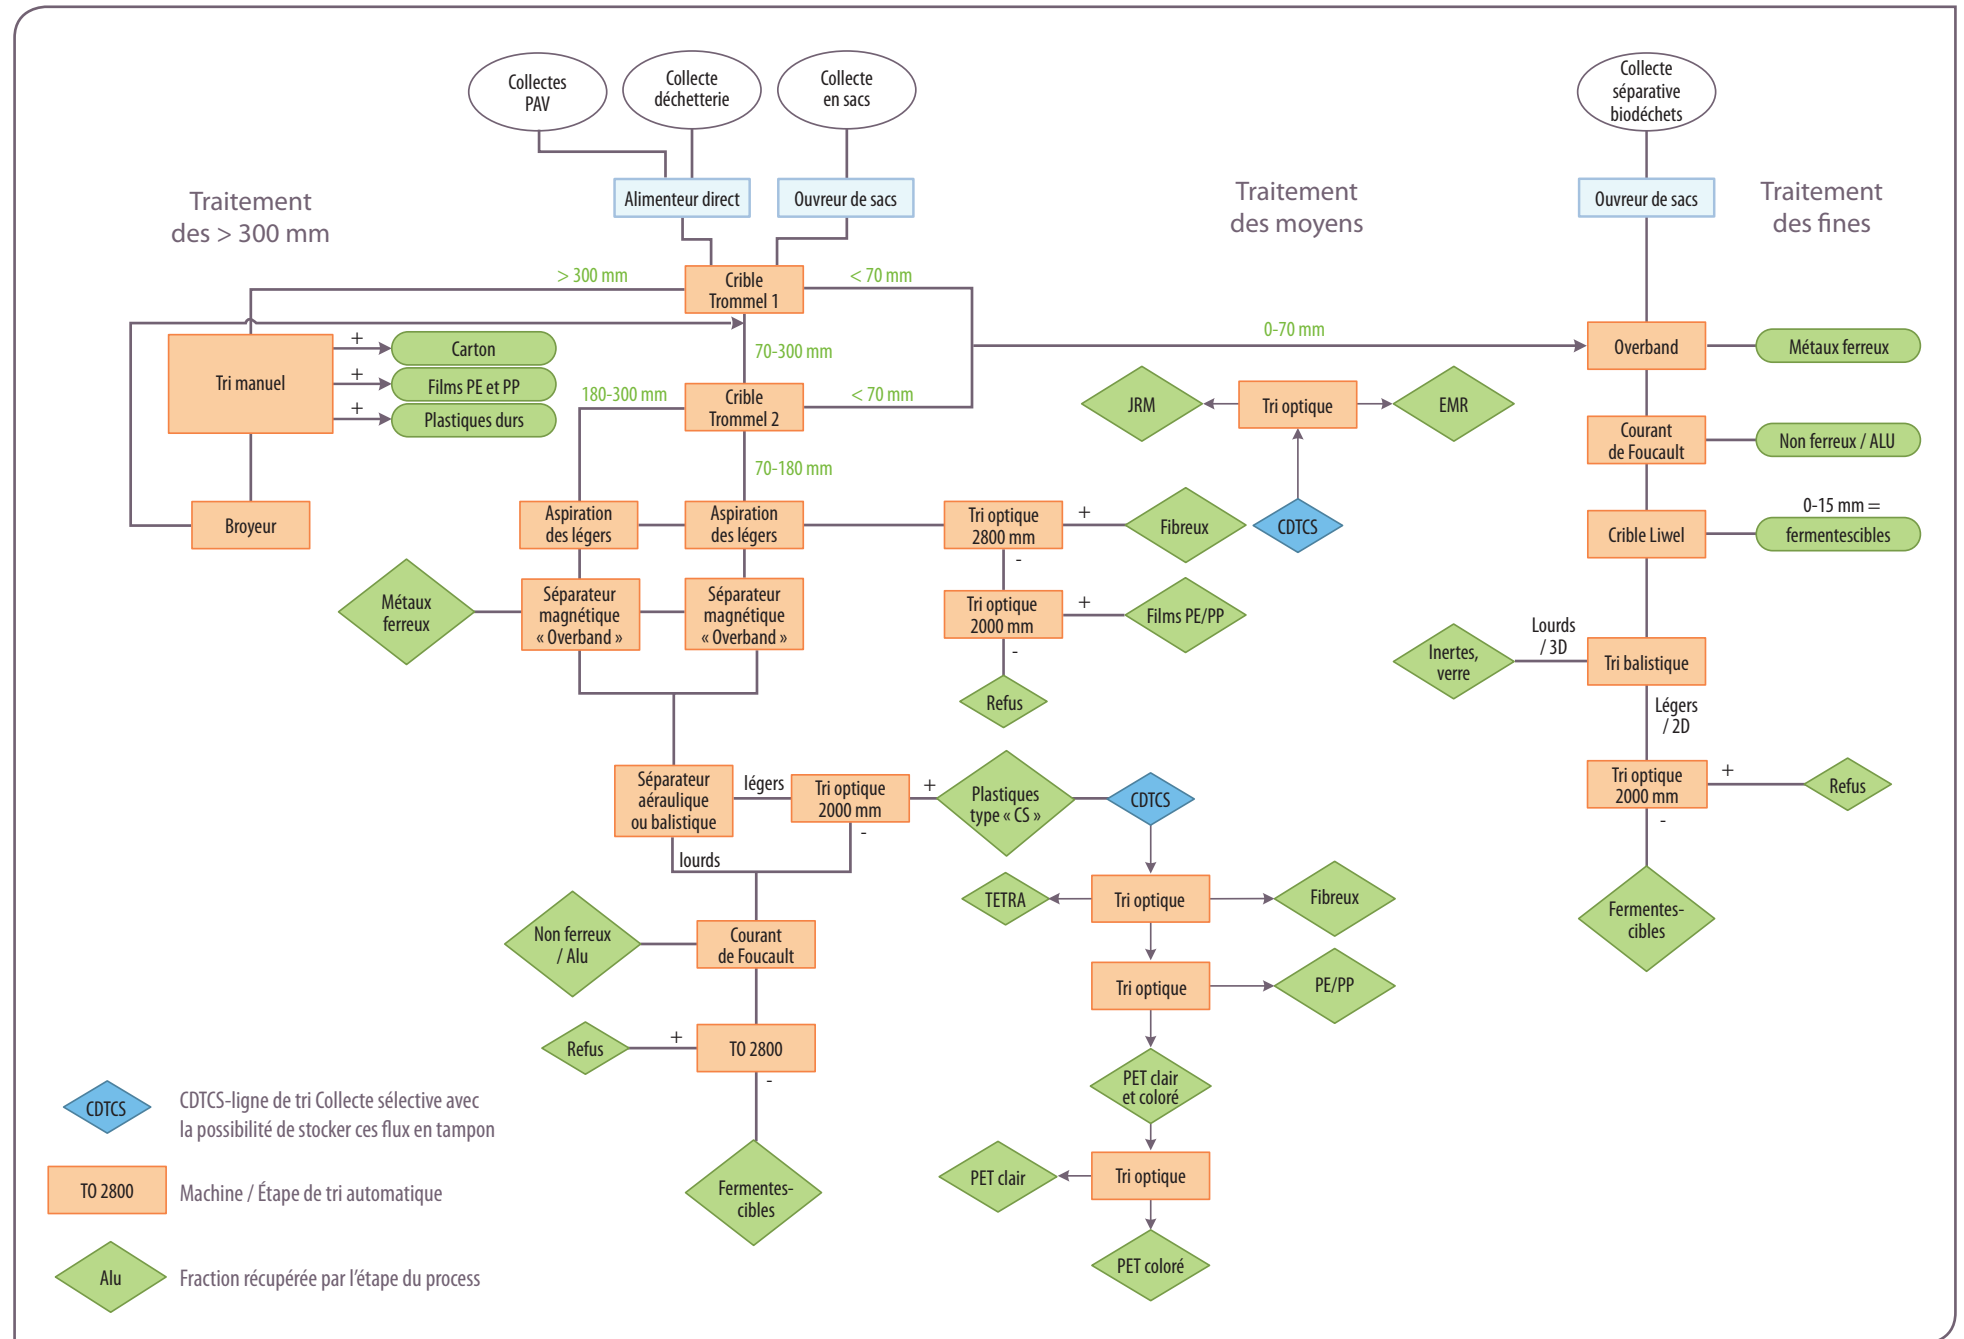 Collectes
PAV
Collecte
déchetterie
Collecte
en sacs
Collecte
séparative
biodéchets
Alimenteur direct
Ouvreur de sacs
Ouvreur de sacs
Traitement
des > 300 mm
Traitement
des moyens
Traitement
des fines
> 300 mm
Crible
Trommel 1
< 70 mm
Tri manuel
+
Carton
+
Films PE et PP
+
Plastiques durs
70-300 mm
0-70 mm
Overband
Métaux ferreux
180-300 mm
Crible
Trommel 2
< 70 mm
JRM
Tri optique
EMR
Courant
de Foucault
Non ferreux / ALU
70-180 mm
Broyeur
Aspiration
des légers
Aspiration
des légers
Tri optique
2800 mm
+
-
Fibreux
CDTCS
Crible Liwel
0-15 mm =
fermentescibles
Métaux
ferreux
Séparateur
magnétique
« Overband »
Séparateur
magnétique
« Overband »
Tri optique
2000 mm
+
-
Films PE/PP
Refus
Inertes,
verre
Lourds
/ 3D
Tri balistique
Légers
/ 2D
Séparateur
aéraulique
ou balistique
légers
Tri optique
2000 mm
+
-
Plastiques
type « CS »
CDTCS
Tri optique
2000 mm
+
-
Refus
lourds
TETRA
Tri optique
Fibreux
Fermentes-
cibles
Non ferreux
/ Alu
Courant
de Foucault
Tri optique
PE/PP
Refus
+
TO 2800
-
PET clair
et coloré
Fermentes-
cibles
PET clair
Tri optique
PET coloré
CDTCS
CDTCS-ligne de tri Collecte sélective avec
la possibilité de stocker ces flux en tampon
TO 2800
Machine / Étape de tri automatique
Alu
Fraction récupérée par l'étape du process